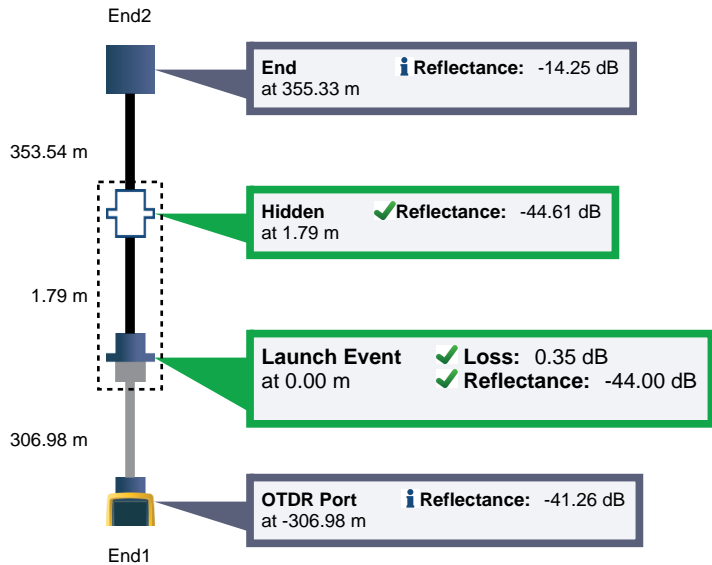 End2
End i Reflectance: -14.25 dB
at 355.33 m
353.54 m
Hidden Reflectance: -44.61 dB
at 1.79 m
1.79 m
Launch Event Loss: 0.35 dB
at 0.00 m Reflectance: -44.00 dB
306.98 m
OTDR Port i Reflectance: -41.26 dB
at -306.98 m
End1